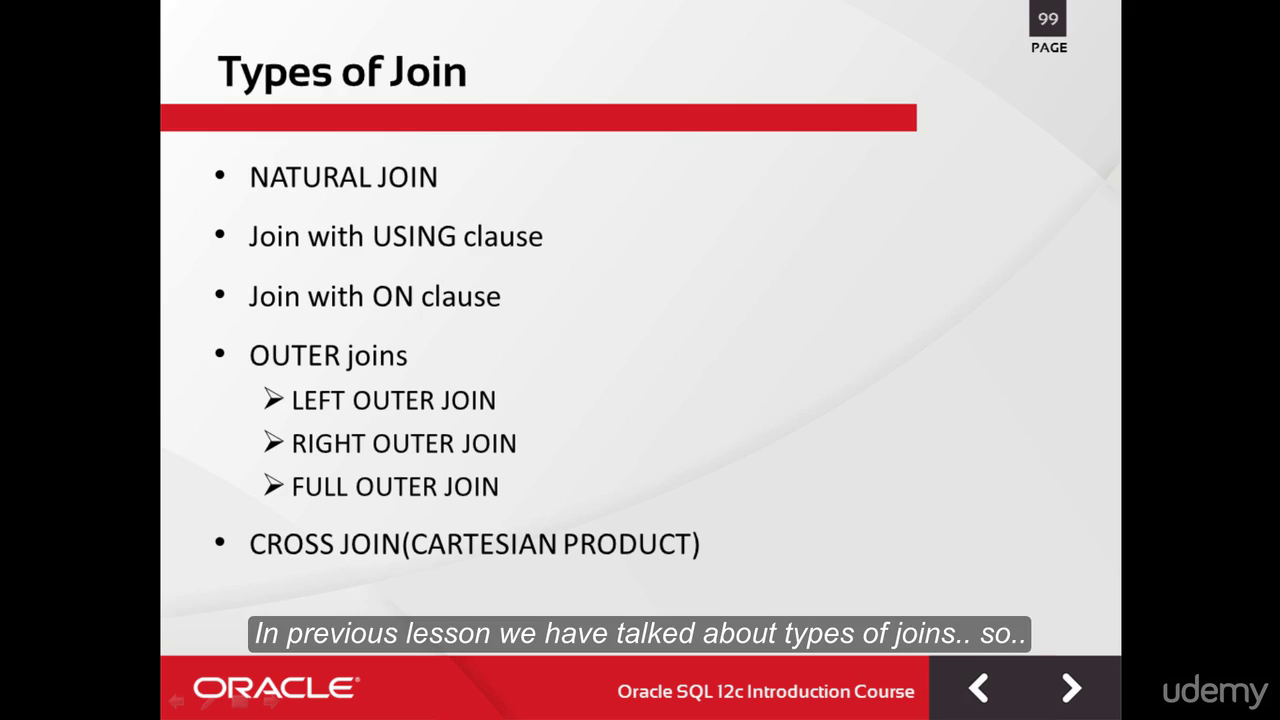 99
PAGE
Types of Join
• NATURAL JOIN
• Join with USING clause
• Join with ON clause
• OUTER joins
➢ LEFT OUTER JOIN
➢ RIGHT OUTER JOIN
➢ FULL OUTER JOIN
• CROSS JOIN(CARTESIAN PRODUCT)
In previous lesson we have talked about types of joins.. so..
ORACLE®
Oracle SQL 12c Introduction Course
udemy